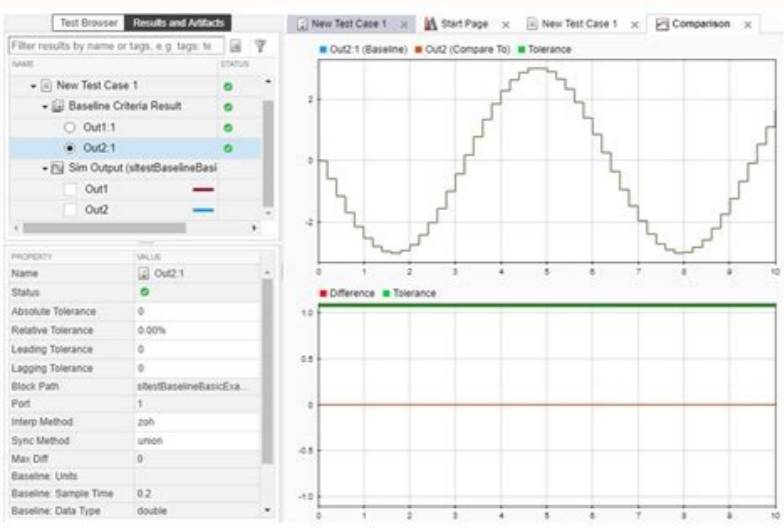 Test Browser Results and Artifacts
Filter results by name or tags, e.g. tags: te
NAME STATUS
New Test Case 1
Baseline Criteria Result
Out1:1
Out2:1
Sim Output (sltestBaselineBasi
Out1
Out2
PROPERTY VALUE
Name Out2:1
Status
Absolute Tolerance 0
Relative Tolerance 0.00%
Leading Tolerance 0
Lagging Tolerance 0
Block Path sltestBaselineBasicExa...
Port 1
Interp Method zoh
Sync Method union
Max Diff 0
Baseline: Units
Baseline: Sample Time 0.2
Baseline: Data Type double
New Test Case 1 × Start Page × New Test Case 1 × Comparison ×
Out2:1 (Baseline) Out2 (Compare To) Tolerance
2
0
-2
0 1 2 3 4 5 6 7 8 9 10
Difference Tolerance
1.0
0.5
0
-0.5
-1.0
0 1 2 3 4 5 6 7 8 9 10